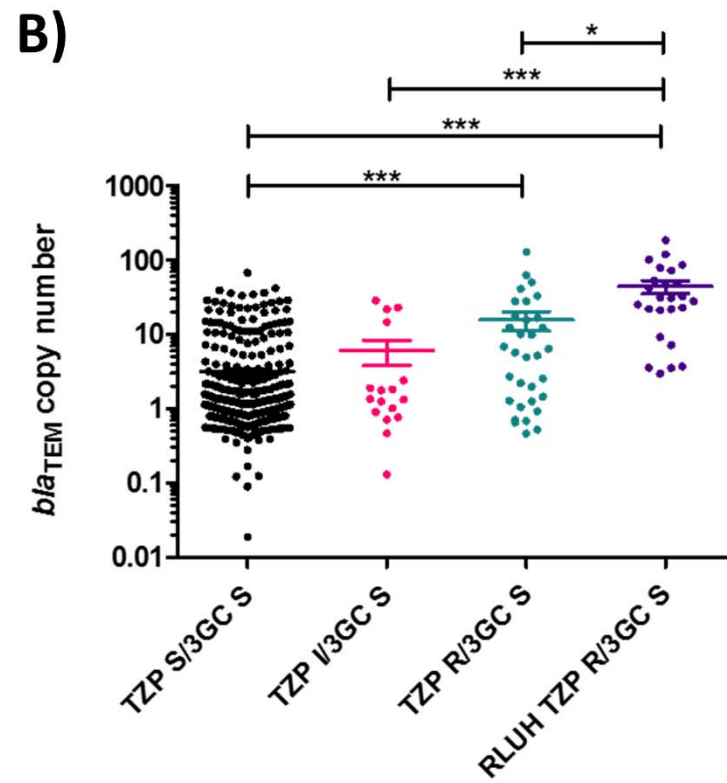 B)
*
***
***
***
1000
100
10
1
0.1
0.01
blaTEM copy number
TZP S/3GC S
TZP I/3GC S
TZP R/3GC S
RLUH TZP R/3GC S